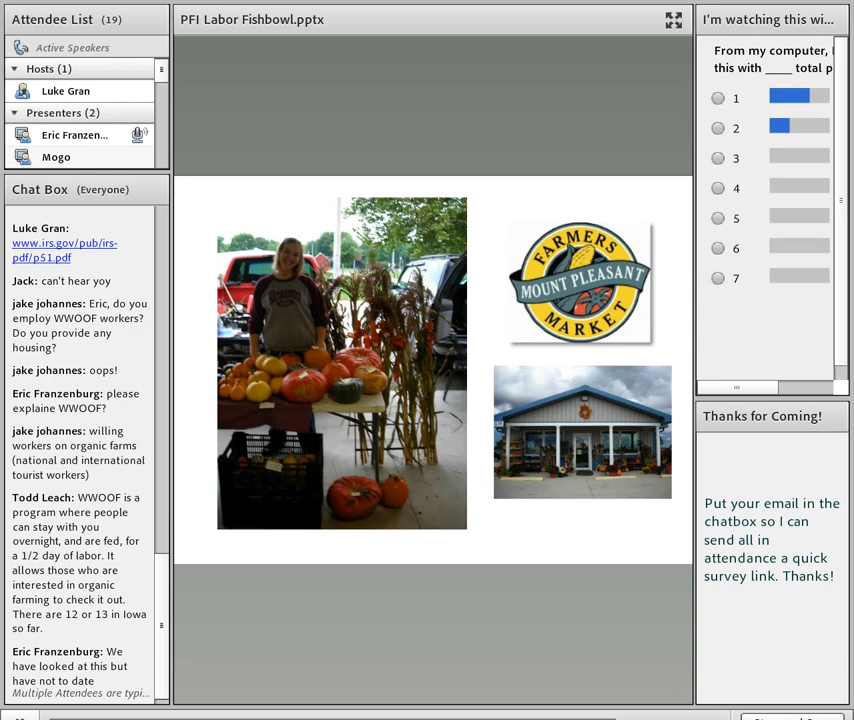 Attendee List (19)
Active Speakers
Hosts (1)
Luke Gran
Presenters (2)
Eric Franzen...
Mogo
Chat Box (Everyone)
Luke Gran:
www.irs.gov/pub/irs-
pdf/p51.pdf
Jack: can't hear yoy
jake johannes: Eric, do you
employ WWOOF workers?
Do you provide any
housing?
jake johannes: oops!
Eric Franzenburg: please
explaine WWOOF?
jake johannes: willing
workers on organic farms
(national and international
tourist workers)
Todd Leach: WWOOF is a
program where people
can stay with you
overnight, and are fed, for
a 1/2 day of labor. It
allows those who are
interested in organic
farming to check it out.
There are 12 or 13 in Iowa
so far.
Eric Franzenburg: We
have looked at this but
have not to date
Multiple Attendees are typi...
PFI Labor Fishbowl.pptx
FARMERS
MOUNT PLEASANT
MARKET
I'm watching this wi...
From my computer,
this with ____ total p
1
2
3
4
5
6
7
Thanks for Coming!
Put your email in the
chatbox so I can
send all in
attendance a quick
survey link. Thanks!